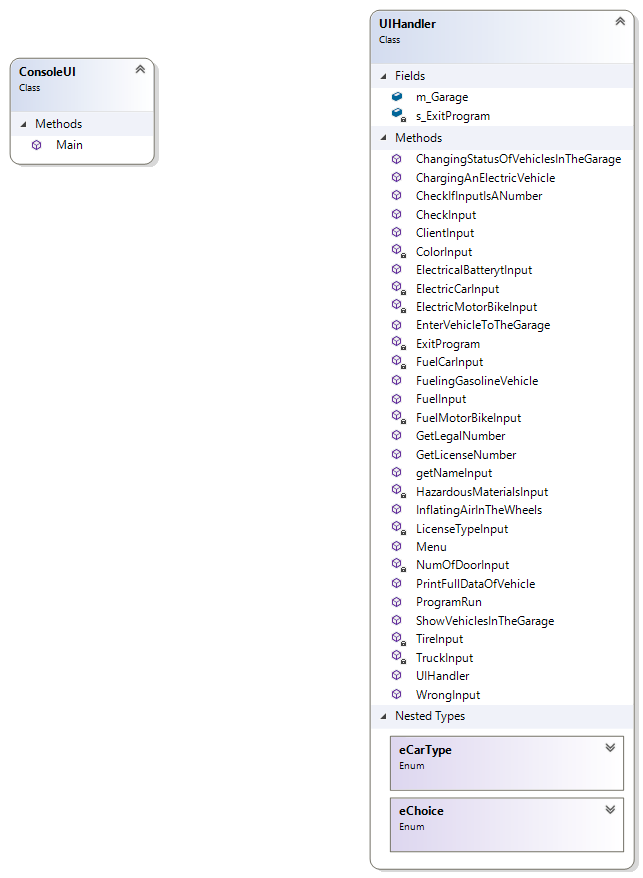 ConsoleUI
Class
Methods
Main
UIHandler
Class
Fields
m_Garage
s_ExitProgram
Methods
ChangingStatusOfVehiclesInTheGarage
ChargingAnElectricVehicle
CheckIfInputIsANumber
CheckInput
ClientInput
ColorInput
ElectricalBatterytInput
ElectricCarInput
ElectricMotorBikeInput
EnterVehicleToTheGarage
ExitProgram
FuelCarInput
FuelingGasolineVehicle
FuelInput
FuelMotorBikeInput
GetLegalNumber
GetLicenseNumber
getNameInput
HazardousMaterialsInput
InflatingAirInTheWheels
LicenseTypeInput
Menu
NumOfDoorInput
PrintFullDataOfVehicle
ProgramRun
ShowVehiclesInTheGarage
TireInput
TruckInput
UIHandler
WrongInput
Nested Types
eCarType
Enum
eChoice
Enum